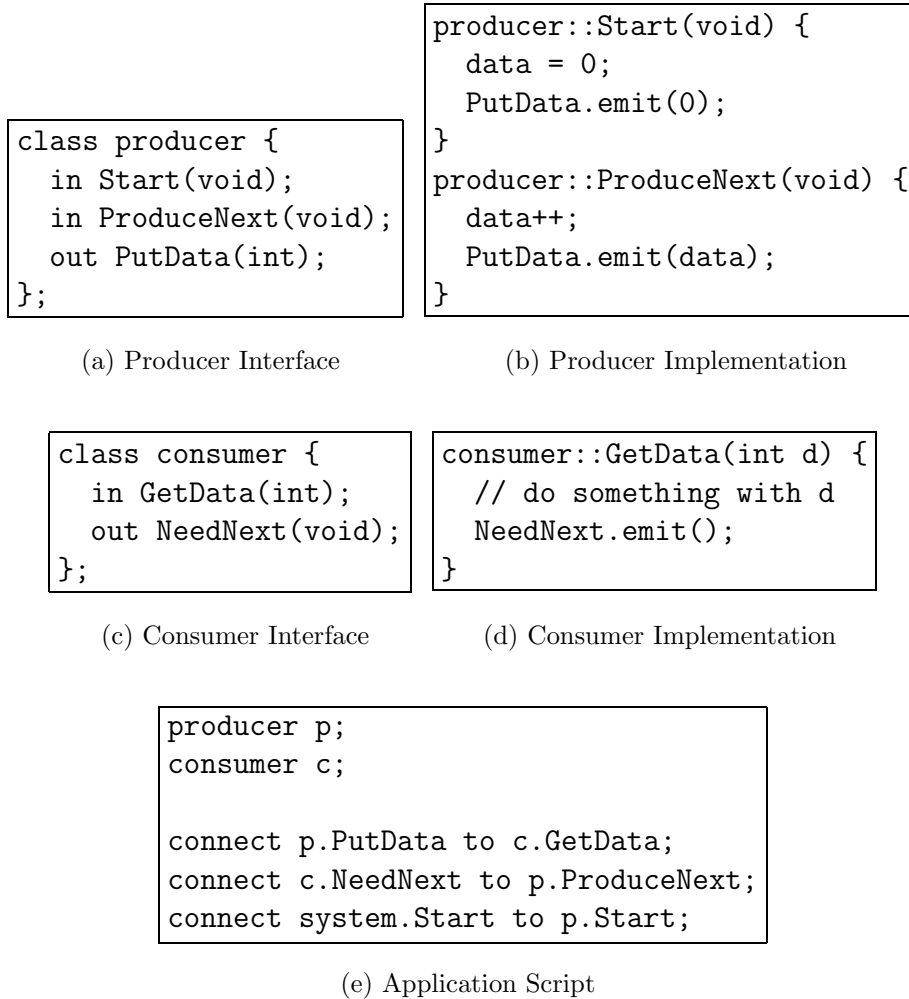 class producer {
  in Start(void);
  in ProduceNext(void);
  out PutData(int);
};
(a) Producer Interface
producer::Start(void) {
  data = 0;
  PutData.emit(0);
}
producer::ProduceNext(void) {
  data++;
  PutData.emit(data);
}
(b) Producer Implementation
class consumer {
  in GetData(int);
  out NeedNext(void);
};
(c) Consumer Interface
consumer::GetData(int d) {
  // do something with d
  NeedNext.emit();
}
(d) Consumer Implementation
producer p;
consumer c;

connect p.PutData to c.GetData;
connect c.NeedNext to p.ProduceNext;
connect system.Start to p.Start;
(e) Application Script